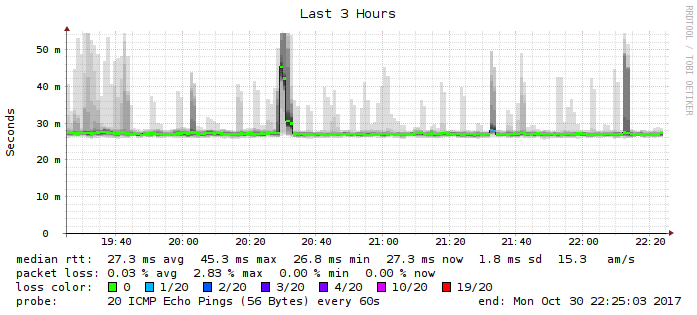 Last 3 Hours
RRDTOOL / TOBI OETIKER
Seconds
50 m
40 m
30 m
20 m
10 m
0
19:40 20:00 20:20 20:40 21:00 21:20 21:40 22:00 22:20
median rtt: 27.3 ms avg 45.3 ms max 26.8 ms min 27.3 ms now 1.8 ms sd 15.3 am/s
packet loss: 0.03 % avg 2.83 % max 0.00 % min 0.00 % now
loss color: 0 1/20 2/20 3/20 4/20 10/20 19/20
probe: 20 ICMP Echo Pings (56 Bytes) every 60s end: Mon Oct 30 22:25:03 2017